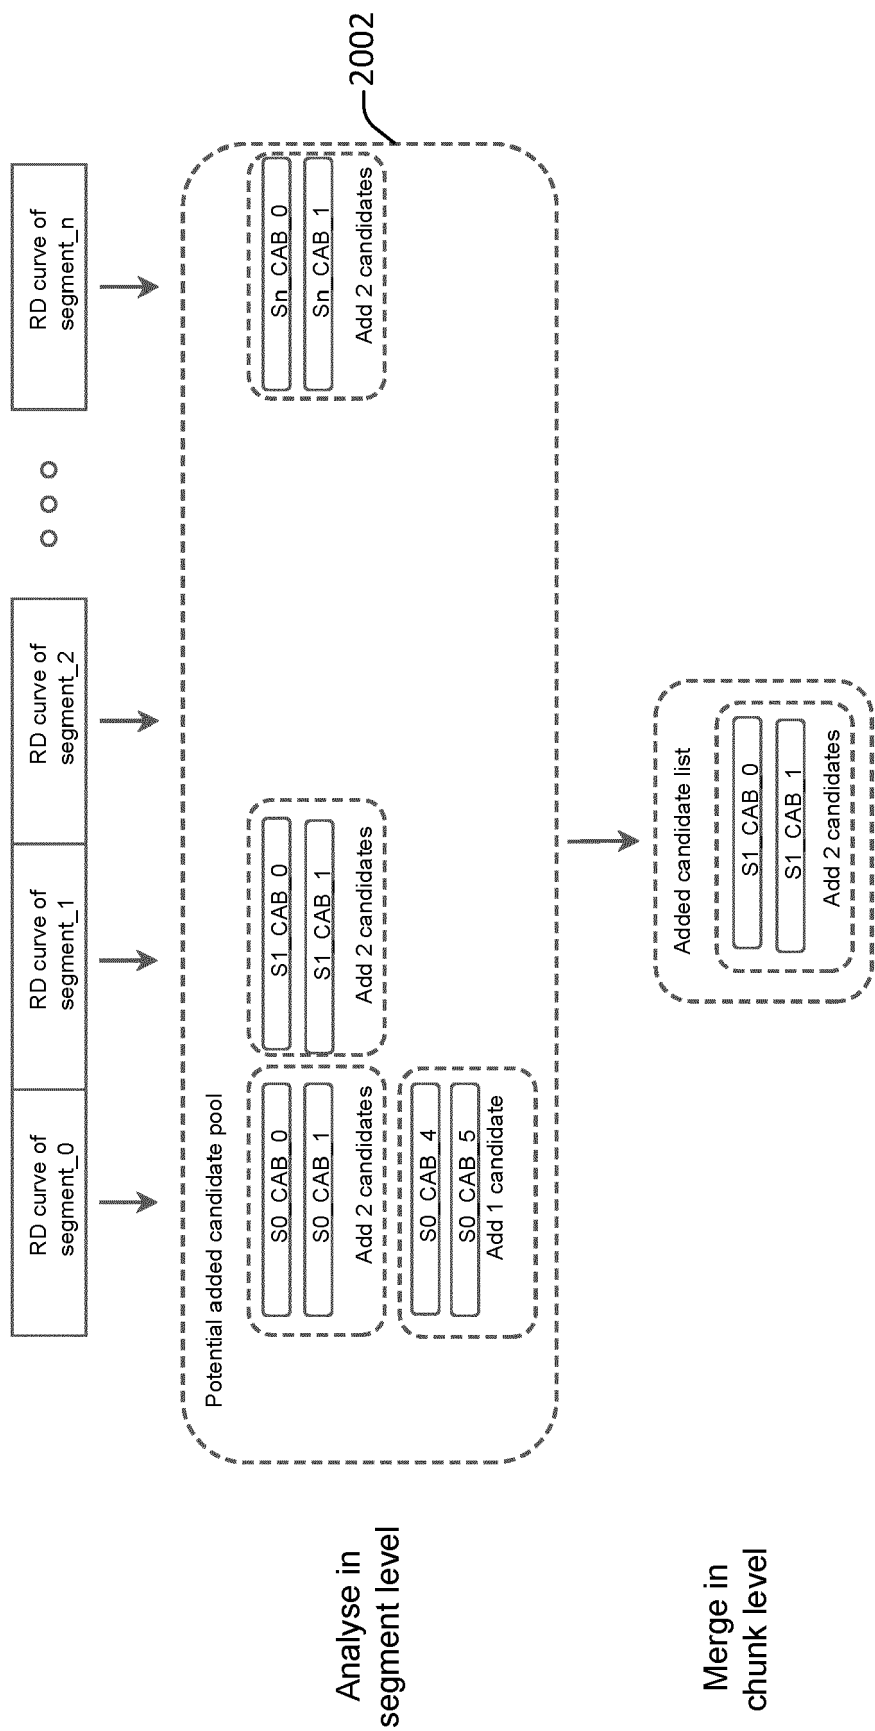 RD curve of
segment_0
RD curve of
segment_1
RD curve of
segment_2
RD curve of
segment_n
2002
Analyse in
segment level
Potential added candidate pool
S0_CAB_0
S0_CAB_1
Add 2 candidates
S1_CAB_0
S1_CAB_1
Add 2 candidates
Sn_CAB_0
Sn_CAB_1
Add 2 candidates
S0_CAB_4
S0_CAB_5
Add 1 candidate
Merge in
chunk level
Added candidate list
S1_CAB_0
S1_CAB_1
Add 2 candidates